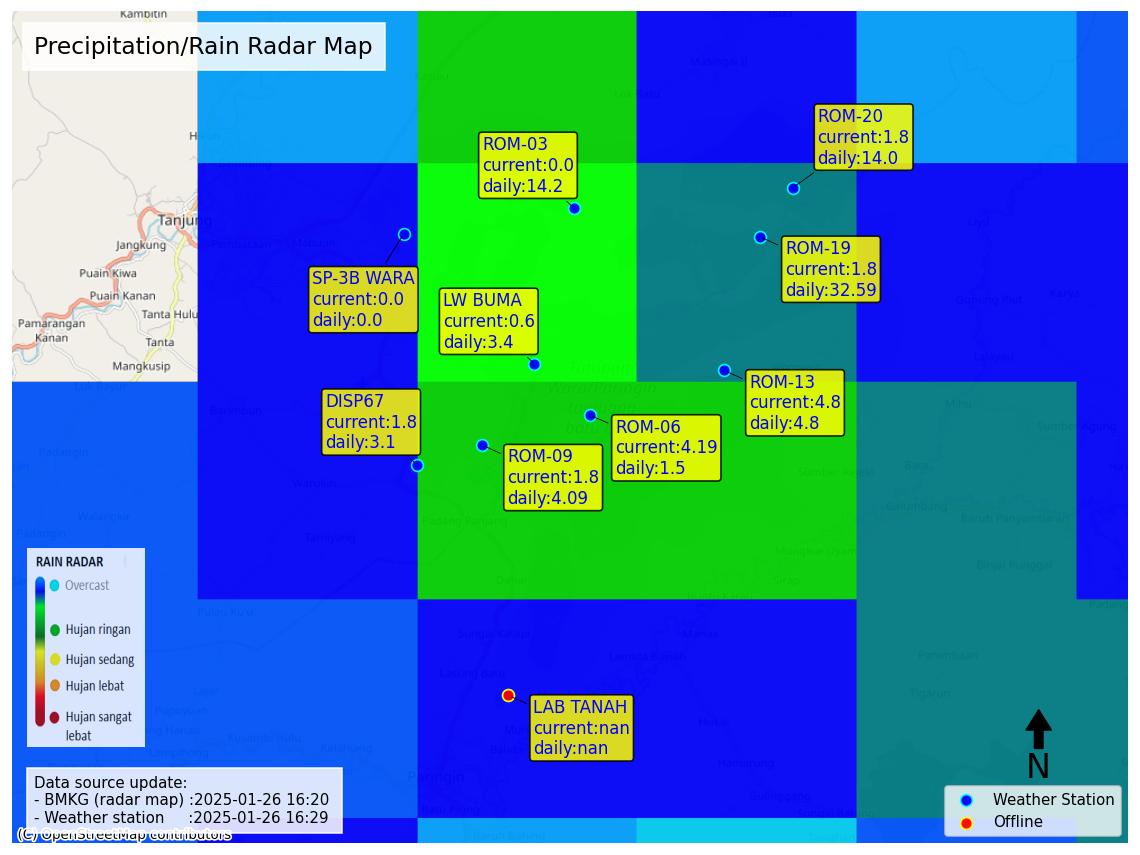 Kambitin
Precipitation/Rain Radar Map
ROM-20
current:1.8
daily:14.0
ROM-03
current:0.0
daily:14.2
Tanjung
Jangkung
ROM-19
current:1.8
daily:32.59
SP-3B WARA
current:0.0
daily:0.0
Puain Kiwa
Puain Kanan
LW BUMA
current:0.6
daily:3.4
Tanta Hulu
Pamarangan
Kanan
Tanta
Mangkusip
ROM-13
current:4.8
daily:4.8
DISP67
current:1.8
daily:3.1
ROM-06
current:4.19
daily:1.5
ROM-09
current:1.8
daily:4.09
Warukin
Tamiyang
Padang Panjang
RAIN RADAR
Overcast
Hujan ringan
Hujan sedang
Hujan lebat
Hujan sangat
lebat
LAB TANAH
current:nan
daily:nan
Paringin
N
Data source update:
- BMKG (radar map) :2025-01-26 16:20
- Weather station :2025-01-26 16:29
Weather Station
Offline
(C) OpenStreetMap contributors